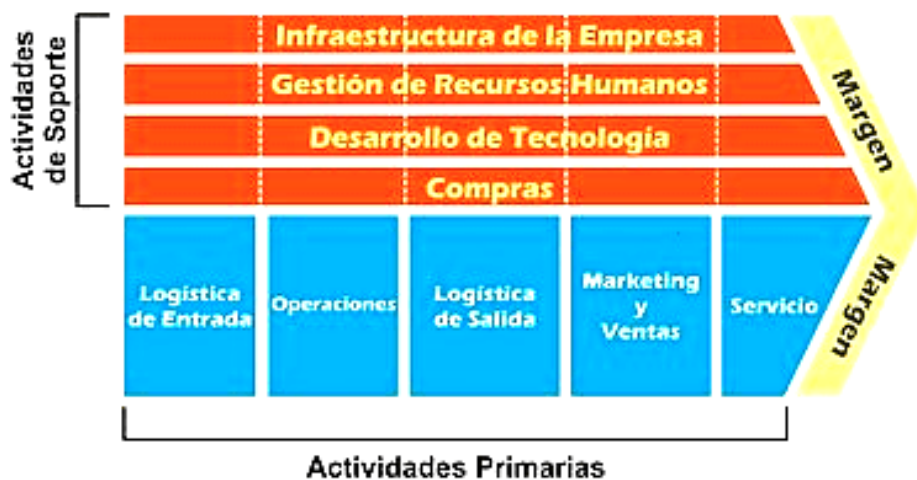 Actividades
de Soporte
Infraestructura de la Empresa
Gestión de Recursos Humanos
Desarrollo de Tecnología
Compras
Margen
Logística
de Entrada
Operaciones
Logística
de Salida
Marketing
y
Ventas
Servicio
Margen
Actividades Primarias